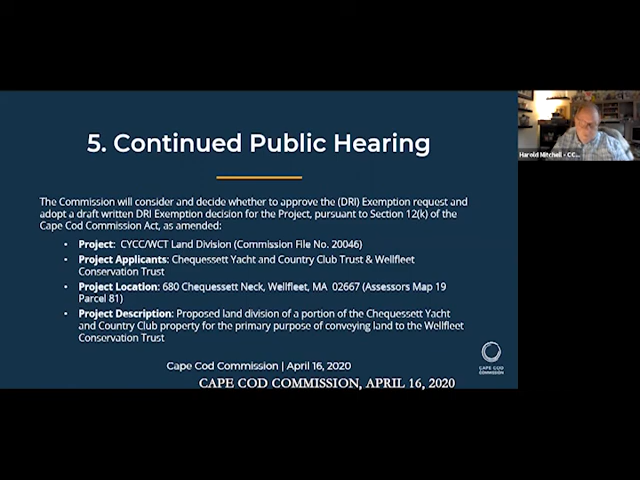 5. Continued Public Hearing
The Commission will consider and decide whether to approve the (DRI) Exemption request and
adopt a draft written DRI Exemption decision for the Project, pursuant to Section 12(k) of the
Cape Cod Commission Act, as amended:
• Project: CYCC/WCT Land Division (Commission File No. 20046)
• Project Applicants: Chequessett Yacht and Country Club Trust & Wellfleet
Conservation Trust
• Project Location: 680 Chequessett Neck, Wellfleet, MA 02667 (Assessors Map 19
Parcel 81)
• Project Description: Proposed land division of a portion of the Chequessett Yacht
and Country Club property for the primary purpose of conveying land to the Wellfleet
Conservation Trust
Cape Cod Commission | April 16, 2020
CAPE COD COMMISSION, APRIL 16, 2020
CAPE COD
COMMISSION
Harold Mitchell - CC...